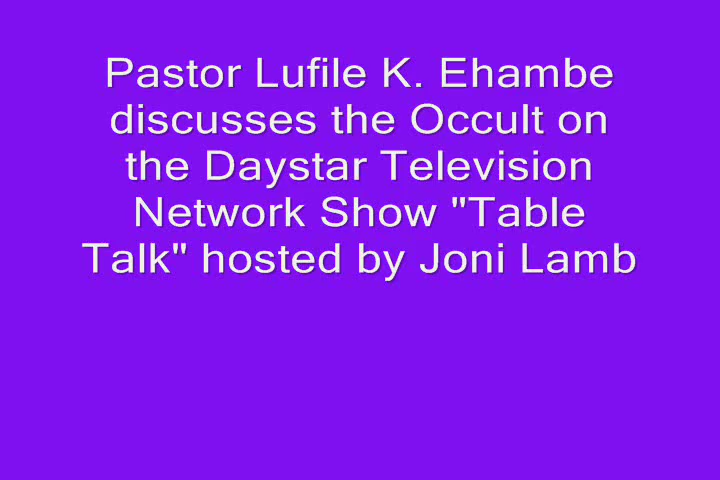 Pastor Lufile K. Ehambe
discusses the Occult on
the Daystar Television
Network Show "Table
Talk" hosted by Joni Lamb